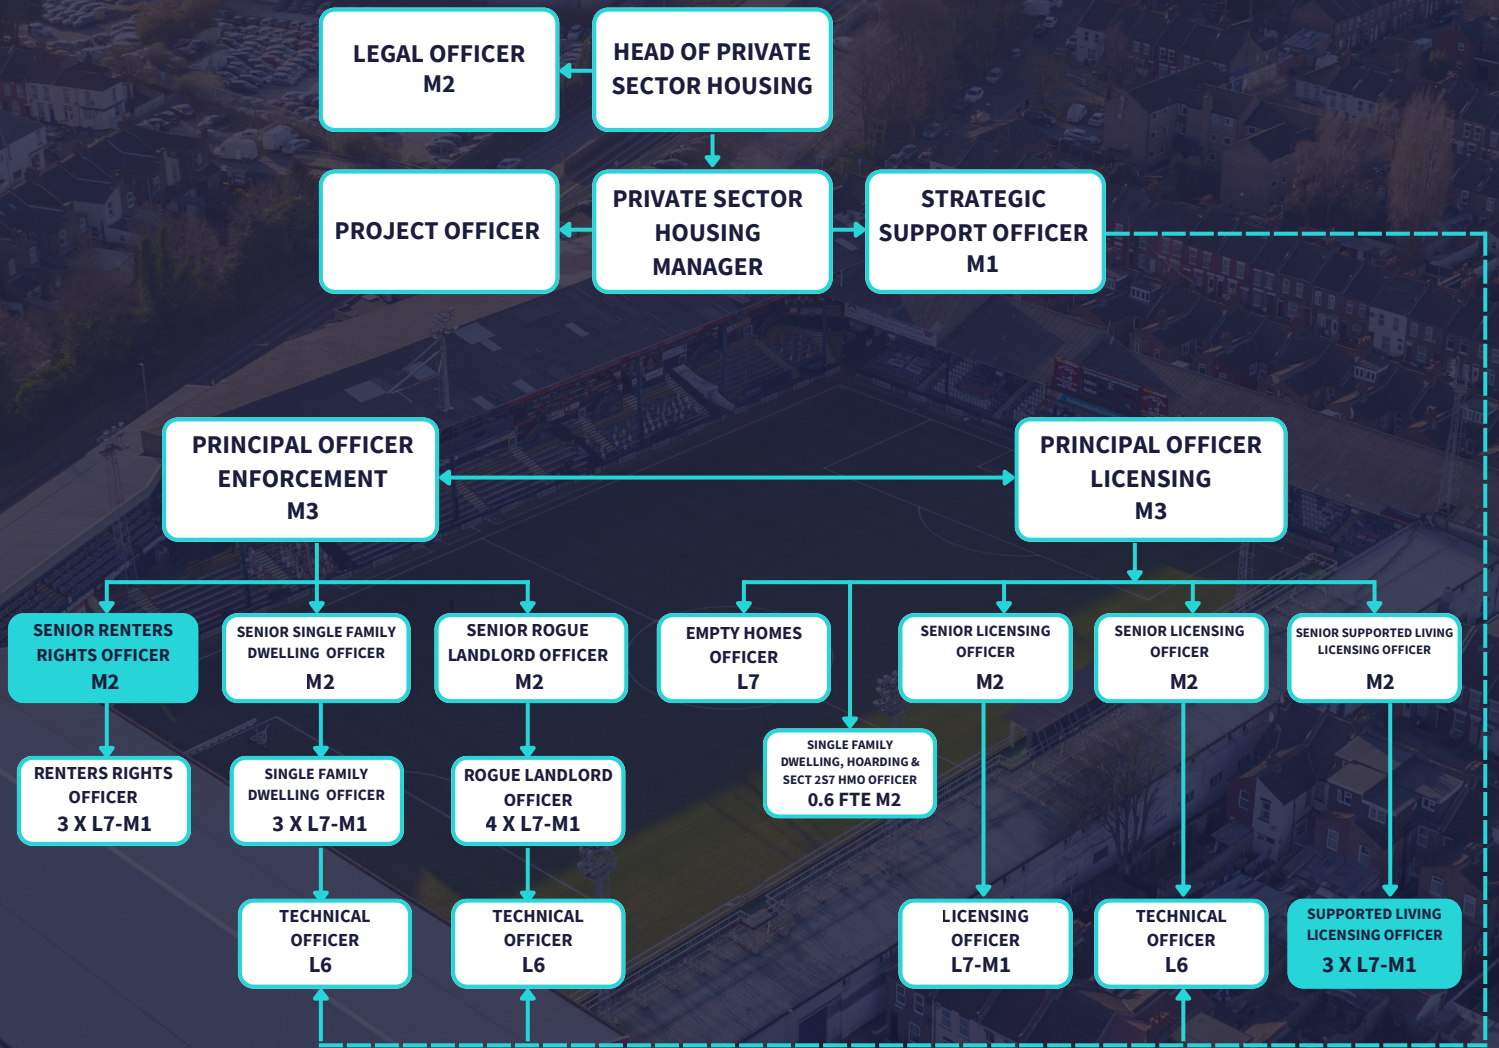 LEGAL OFFICER
M2
HEAD OF PRIVATE
SECTOR HOUSING
PROJECT OFFICER
PRIVATE SECTOR
HOUSING
MANAGER
STRATEGIC
SUPPORT OFFICER
M1
PRINCIPAL OFFICER
ENFORCEMENT
M3
PRINCIPAL OFFICER
LICENSING
M3
SENIOR RENTERS
RIGHTS OFFICER
M2
SENIOR SINGLE FAMILY
DWELLING OFFICER
M2
SENIOR ROGUE
LANDLORD OFFICER
M2
EMPTY HOMES
OFFICER
L7
SENIOR LICENSING
OFFICER
M2
SENIOR LICENSING
OFFICER
M2
SENIOR SUPPORTED LIVING
LICENSING OFFICER
M2
SINGLE FAMILY
DWELLING, HOARDING &
SECT 257 HMO OFFICER
0.6 FTE M2
RENTERS RIGHTS
OFFICER
3 X L7-M1
SINGLE FAMILY
DWELLING OFFICER
3 X L7-M1
ROGUE LANDLORD
OFFICER
4 X L7-M1
TECHNICAL
OFFICER
L6
TECHNICAL
OFFICER
L6
LICENSING
OFFICER
L7-M1
TECHNICAL
OFFICER
L6
SUPPORTED LIVING
LICENSING OFFICER
3 X L7-M1